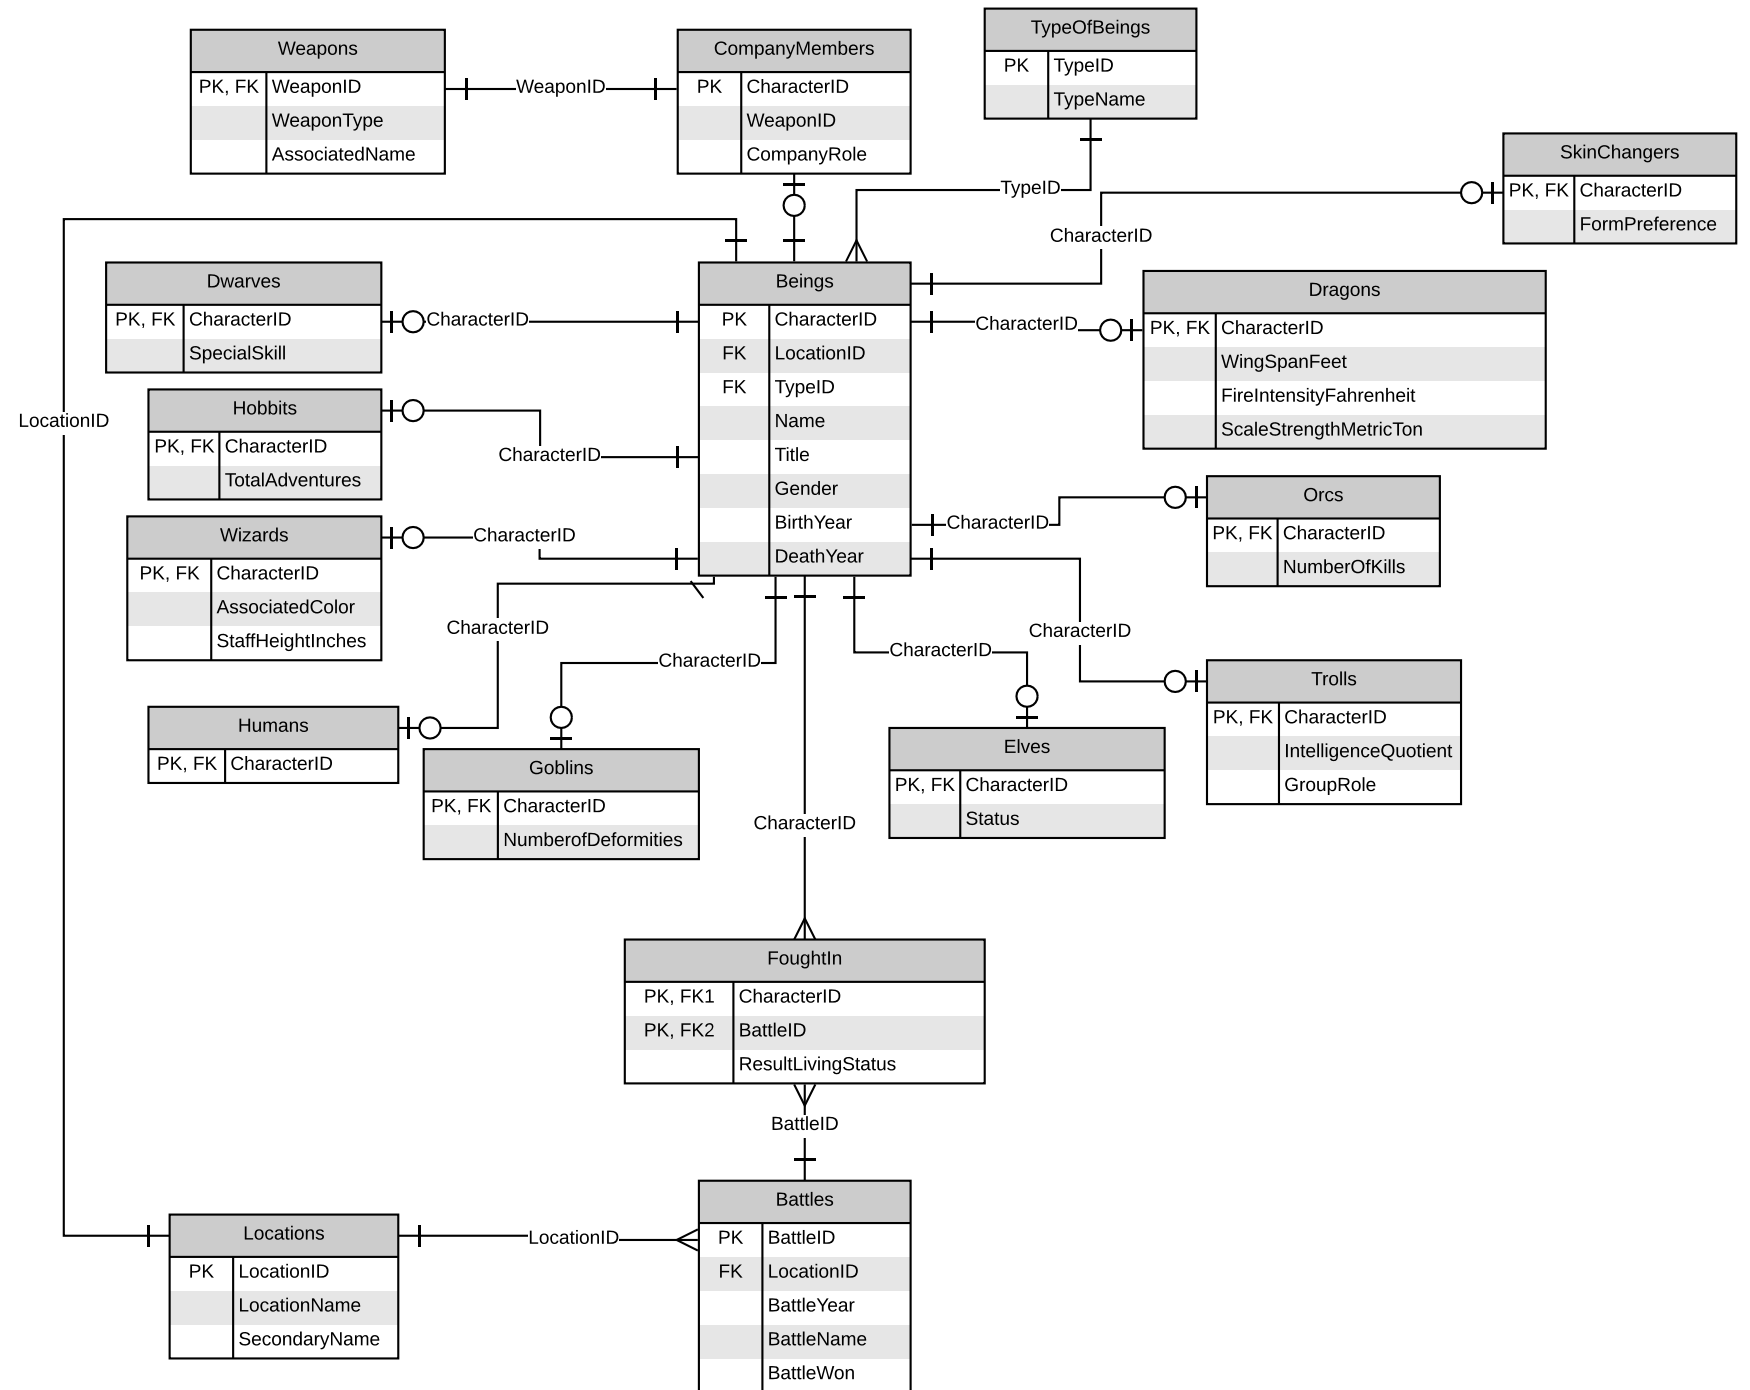 TypeOfBeings
PK TypeID
TypeName
Weapons
PK, FK WeaponID
WeaponType
AssociatedName
WeaponID
CompanyMembers
PK CharacterID
WeaponID
CompanyRole
TypeID
SkinChangers
PK, FK CharacterID
FormPreference
CharacterID
Dwarves
PK, FK CharacterID
SpecialSkill
CharacterID
Beings
PK CharacterID
FK LocationID
FK TypeID
Name
Title
Gender
BirthYear
DeathYear
CharacterID
Dragons
PK, FK CharacterID
WingSpanFeet
FireIntensityFahrenheit
ScaleStrengthMetricTon
LocationID
Hobbits
PK, FK CharacterID
TotalAdventures
CharacterID
Orcs
PK, FK CharacterID
NumberOfKills
CharacterID
Wizards
PK, FK CharacterID
AssociatedColor
StaffHeightInches
CharacterID
CharacterID
CharacterID
CharacterID
CharacterID
Trolls
PK, FK CharacterID
IntelligenceQuotient
GroupRole
Humans
PK, FK CharacterID
Goblins
PK, FK CharacterID
NumberofDeformities
Elves
PK, FK CharacterID
Status
CharacterID
FoughtIn
PK, FK1 CharacterID
PK, FK2 BattleID
ResultLivingStatus
BattleID
Locations
PK LocationID
LocationName
SecondaryName
LocationID
Battles
PK BattleID
FK LocationID
BattleYear
BattleName
BattleWon